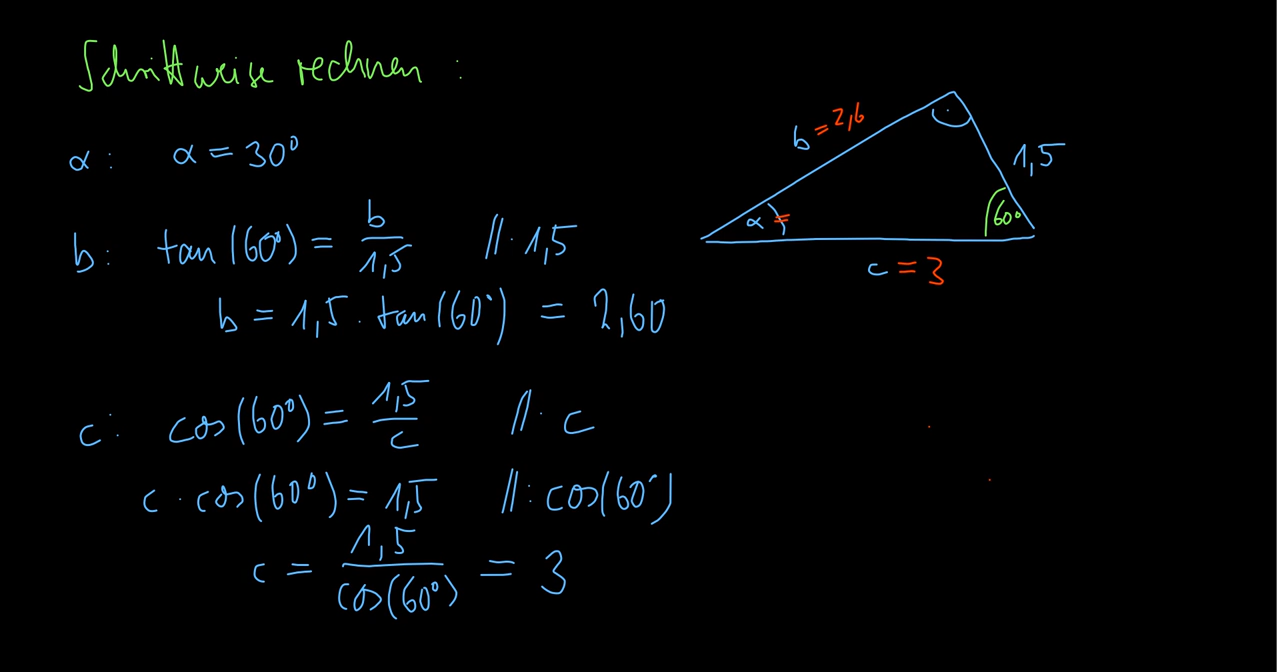 Schrittweise rechnen :
α : α = 30°
b : tan(60°) = b/1,5 // · 1,5
b = 1,5 · tan(60°) = 2,60
c : cos(60°) = 1,5/c // · c
c · cos(60°) = 1,5 // : cos(60°)
c = 1,5/cos(60°) = 3
b = 2,6
1,5
α =
60°
c = 3